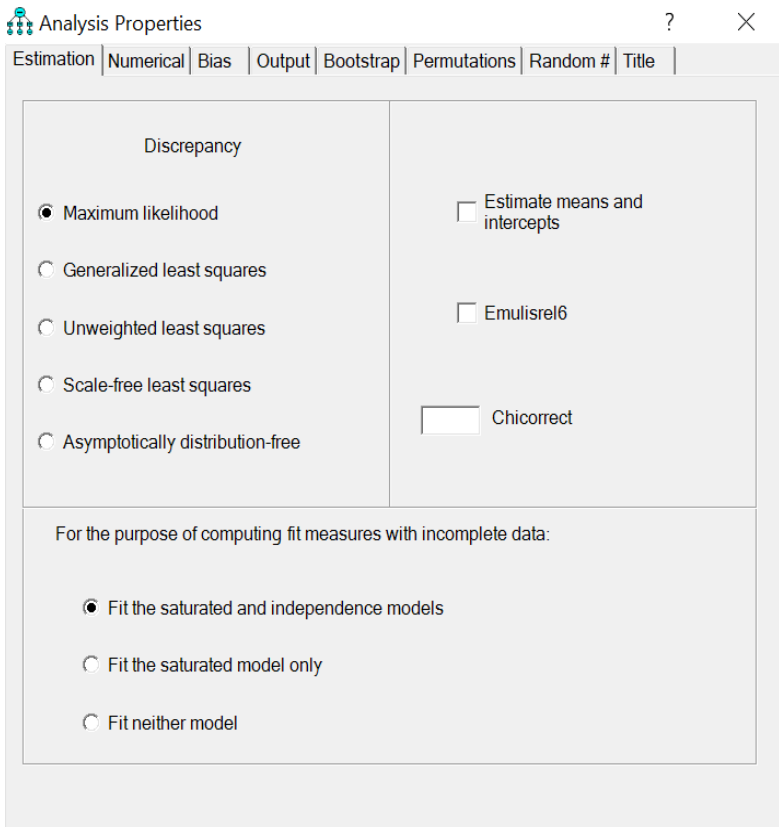 Analysis Properties ? ×
Estimation Numerical Bias Output Bootstrap Permutations Random # Title
Discrepancy
Maximum likelihood
Generalized least squares
Unweighted least squares
Scale-free least squares
Asymptotically distribution-free
Estimate means and
intercepts
Emulisrel6
Chicorrect
For the purpose of computing fit measures with incomplete data:
Fit the saturated and independence models
Fit the saturated model only
Fit neither model